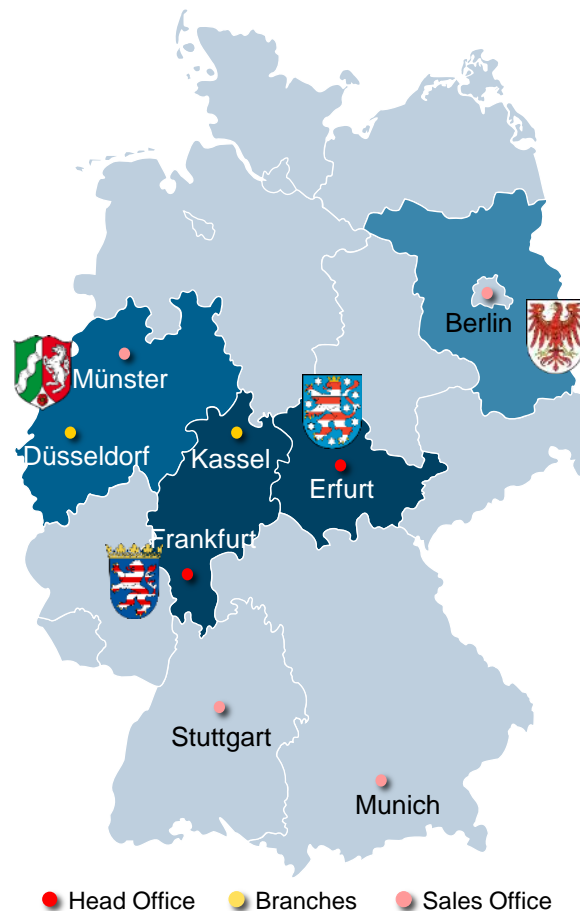 Berlin
Münster
Düsseldorf
Kassel
Erfurt
Frankfurt
Stuttgart
Munich
Head Office
Branches
Sales Office